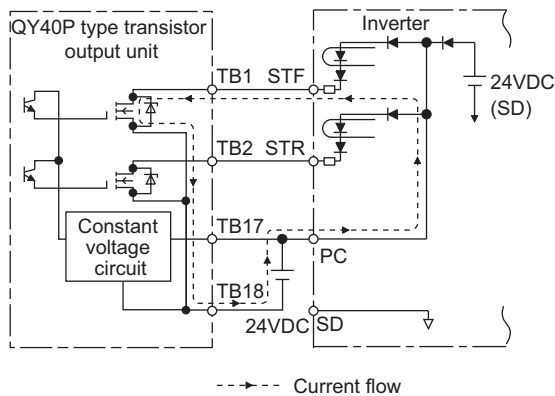 QY40P type transistor
output unit
Inverter
TB1 STF
24VDC
(SD)
TB2 STR
Constant
voltage
circuit
TB17
PC
TB18
24VDC SD
Current flow